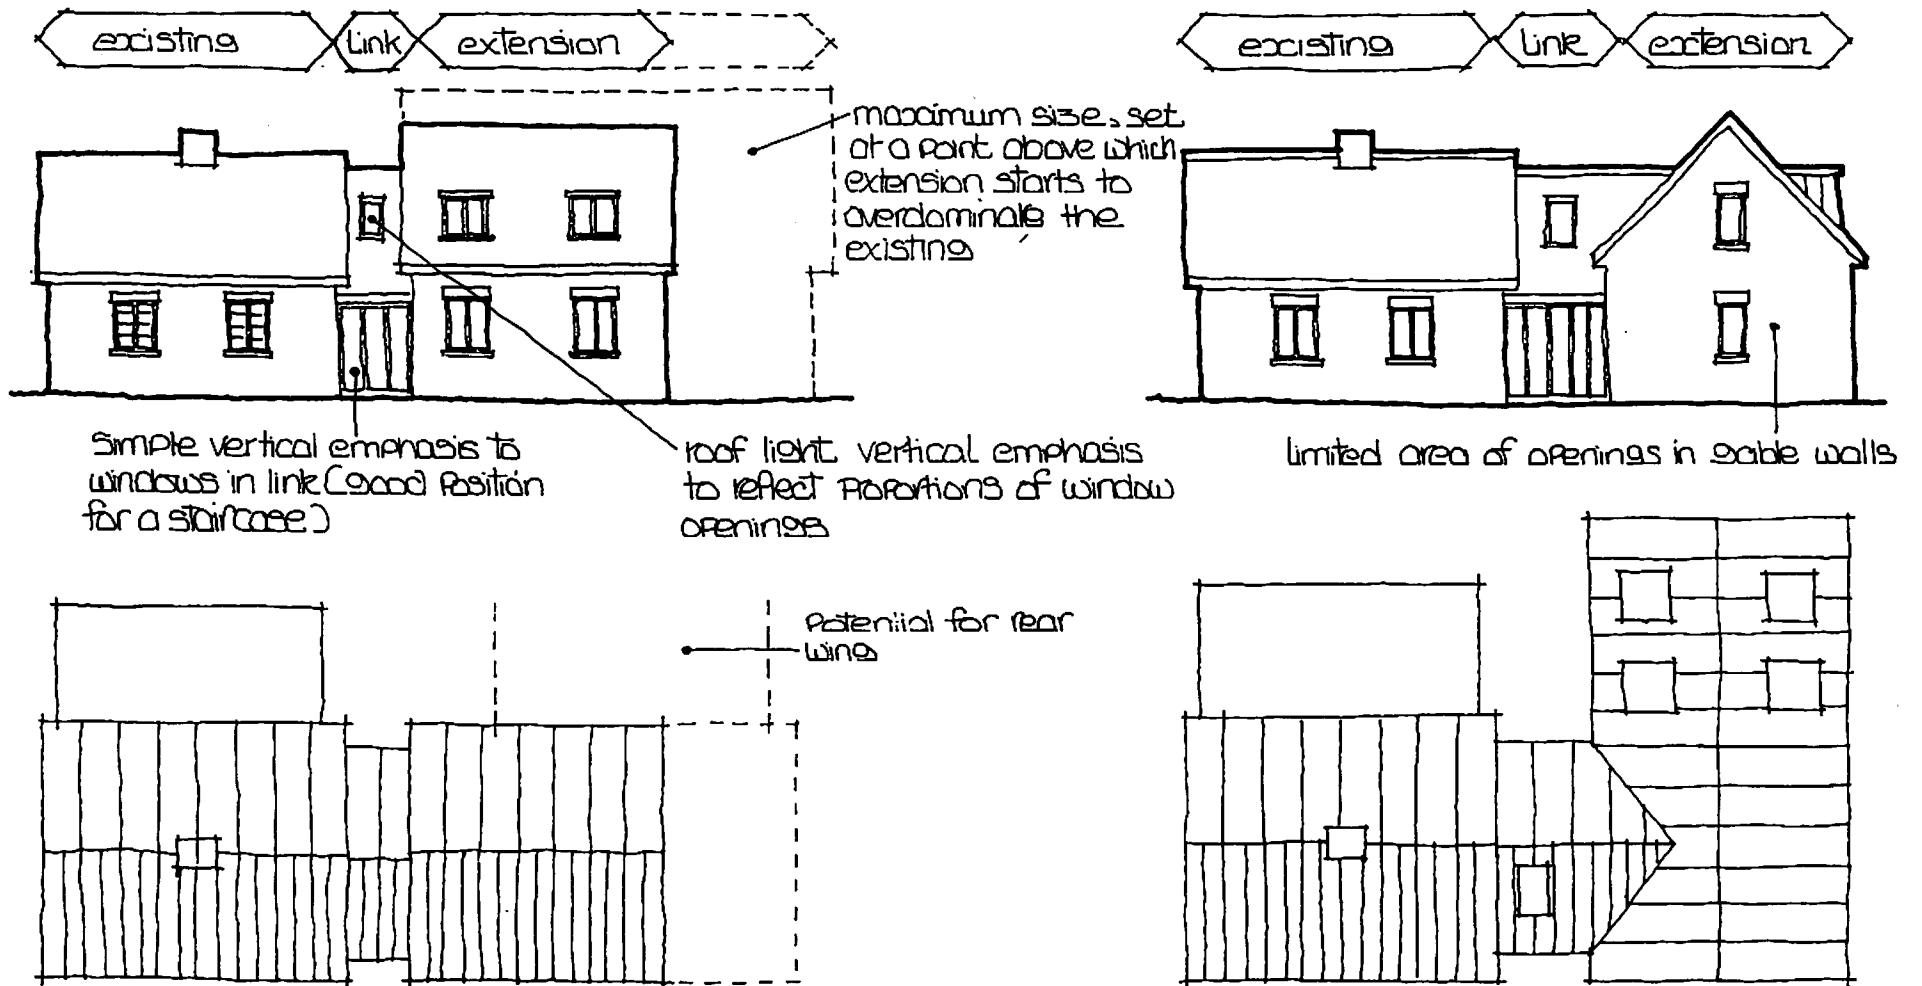 existing
link
extension
existing
link
extension
maximum size, set
at a point above which
extension starts to
overdominate the
existing
simple vertical emphasis to
windows in link (good position
for a staircase)
roof light vertical emphasis
to reflect proportions of window
openings
limited area of openings in gable walls
Potential for rear
wing